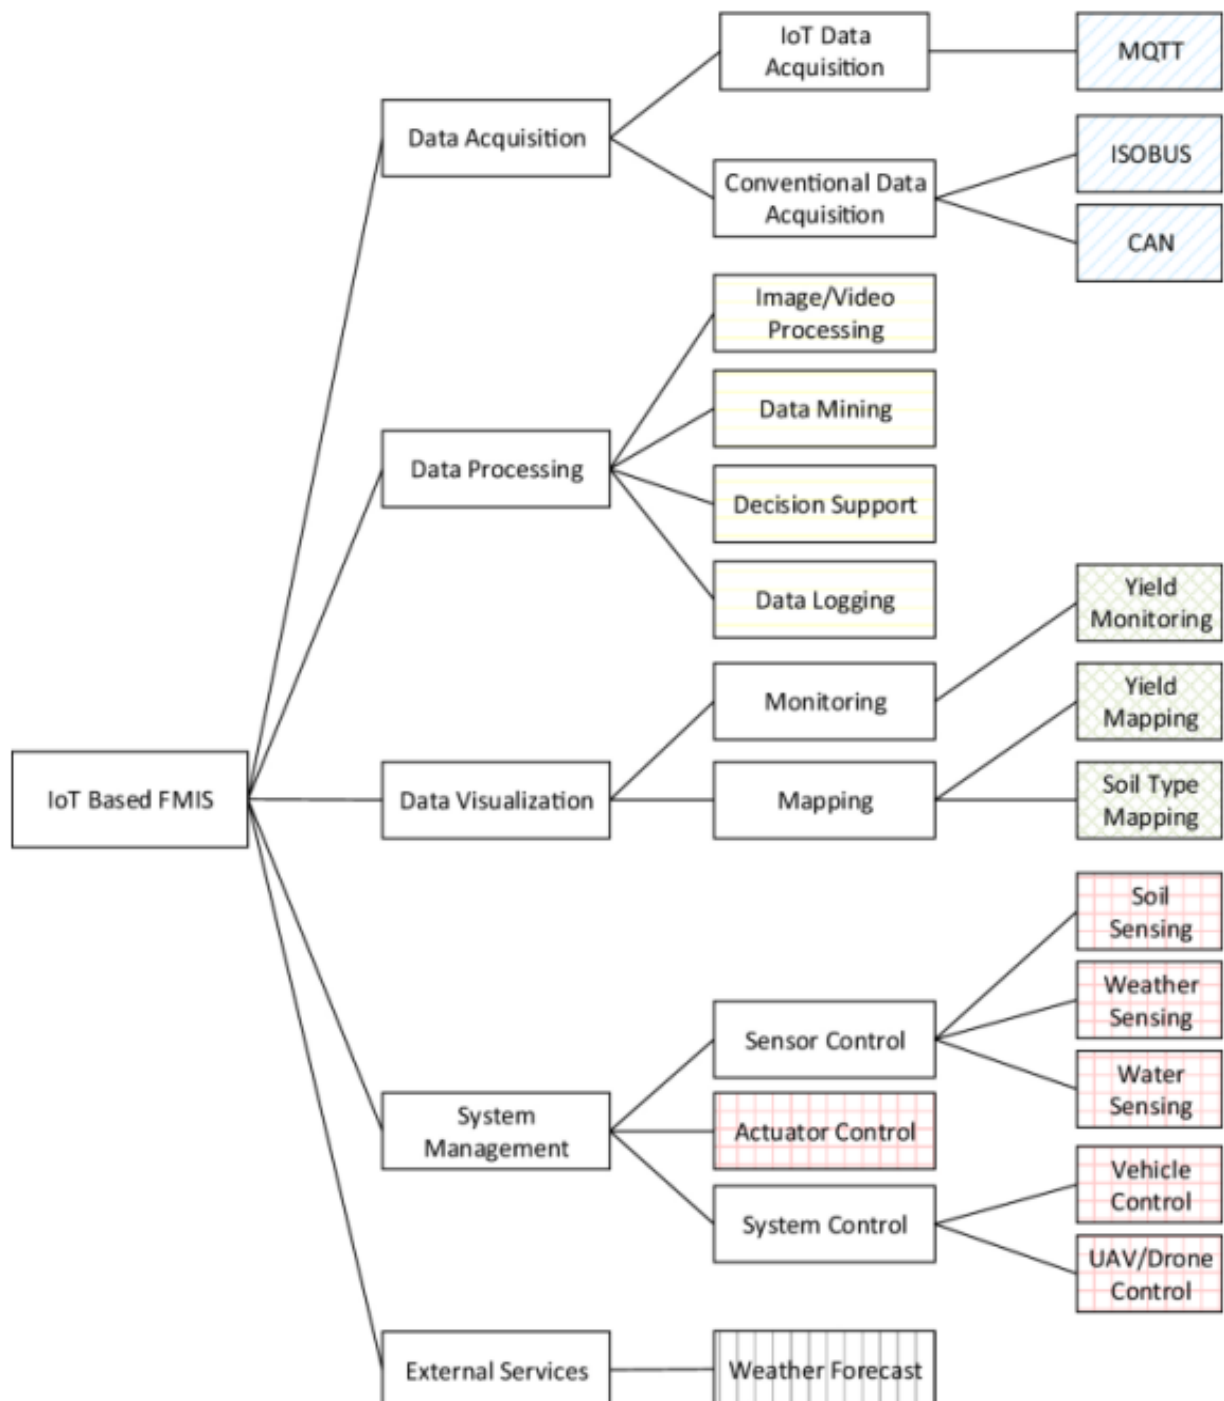 IoT Data
Acquisition
MQTT
Data Acquisition
ISOBUS
Conventional Data
Acquisition
CAN
Image/Video
Processing
Data Mining
Data Processing
Decision Support
Data Logging
Yield
Monitoring
Monitoring
Yield
Mapping
IoT Based FMIS
Data Visualization
Mapping
Soil Type
Mapping
Soil
Sensing
Weather
Sensing
Sensor Control
Water
Sensing
System
Management
Actuator Control
Vehicle
Control
System Control
UAV/Drone
Control
External Services
Weather Forecast